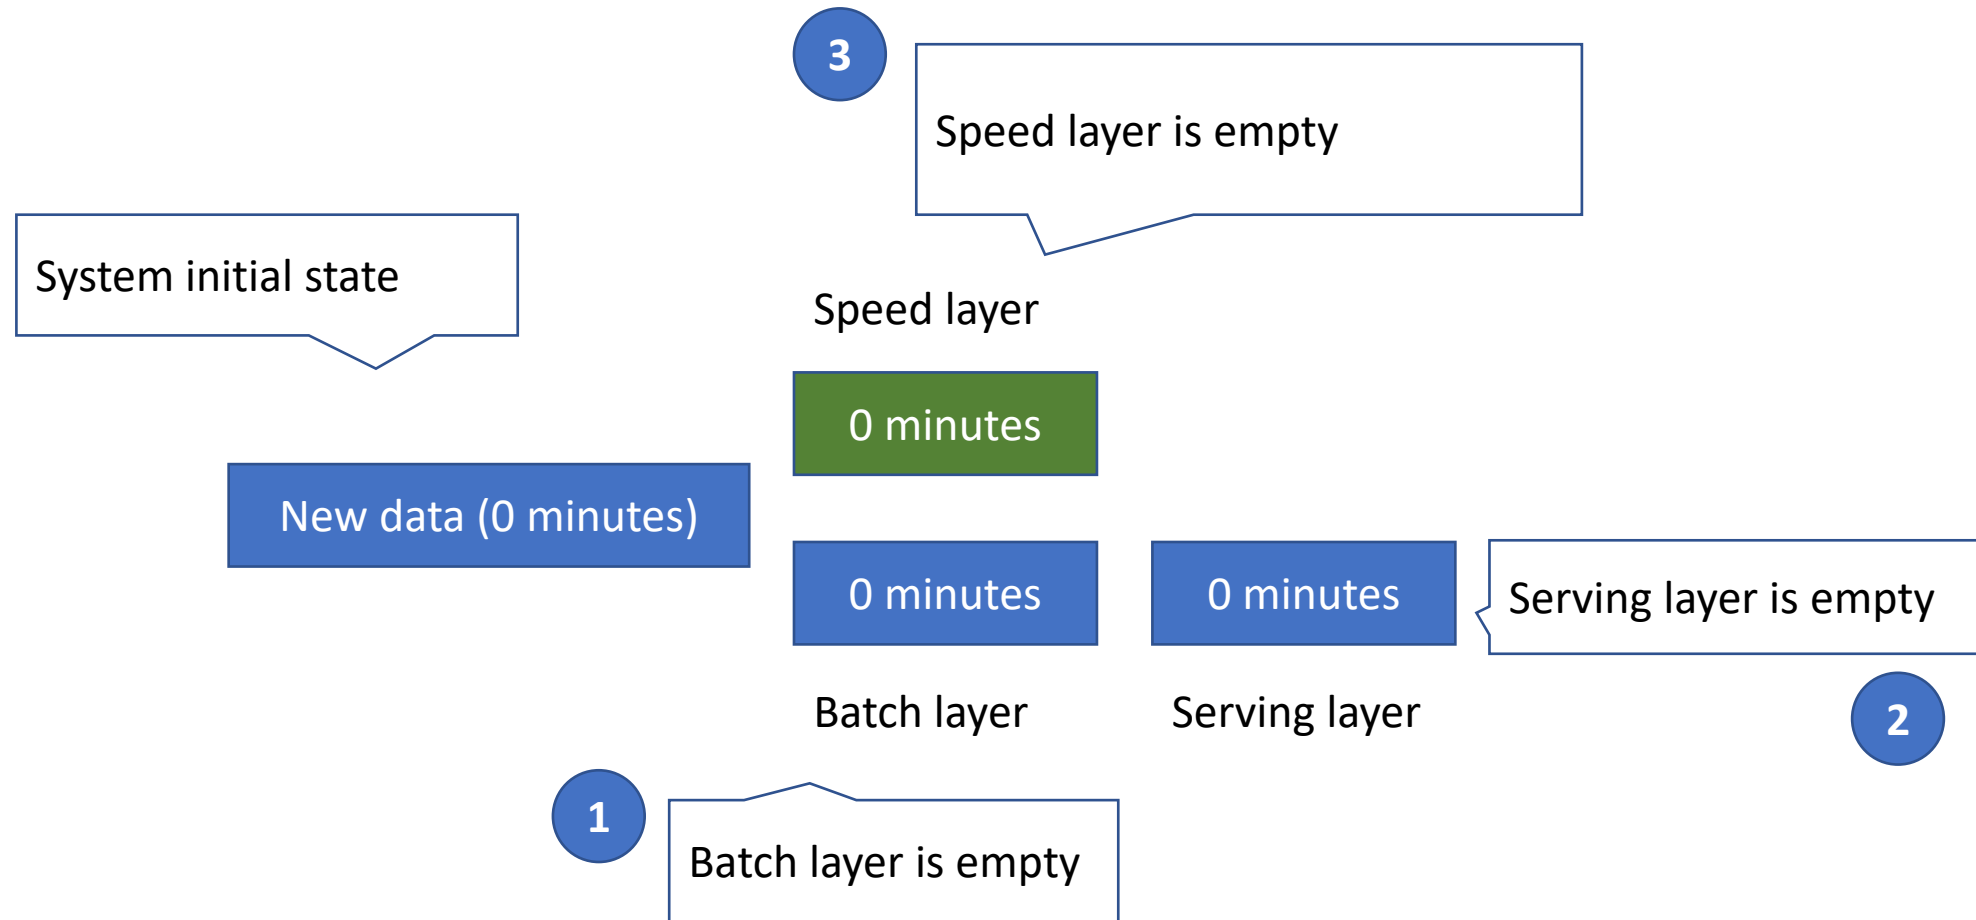 3
Speed layer is empty
System initial state
Speed layer
0 minutes
New data (0 minutes)
0 minutes
0 minutes
Serving layer is empty
Batch layer
Serving layer
2
1
Batch layer is empty